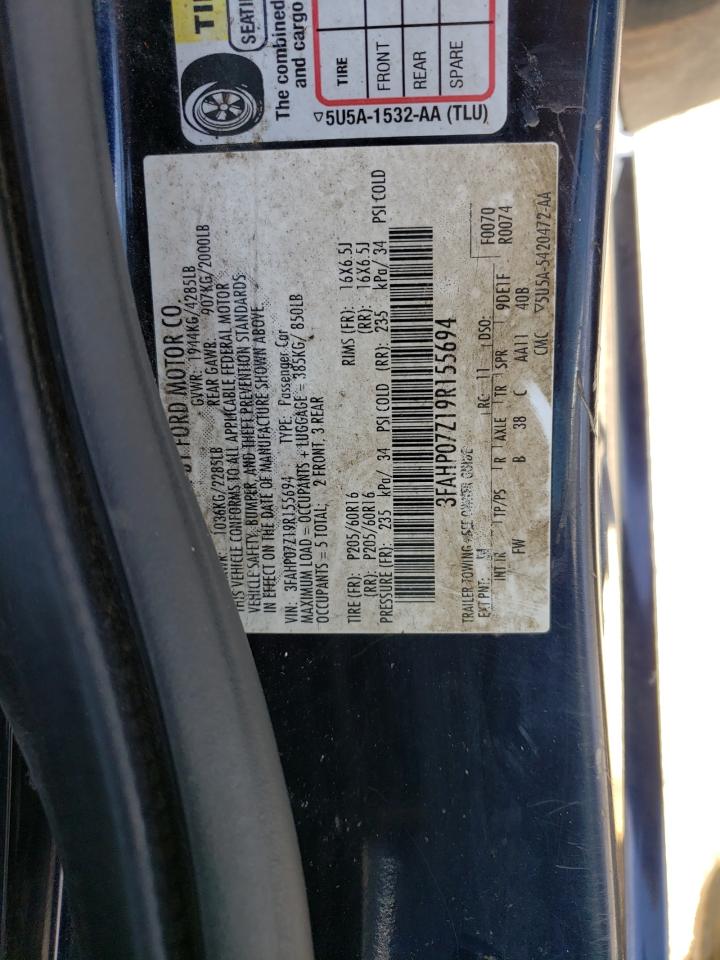 TI
SEATI
The combined
and cargo
TIRE
FRONT
REAR
SPARE
5U5A-1532-AA (TLU)
BY FORD MOTOR CO.
GVWR: 1944KG/4285LB
1036KG/2285LB REAR GAWR 907KG/2000LB
THIS VEHICLE CONFORMS TO ALL APPLICABLE FEDERAL MOTOR
VEHICLE SAFETY, BUMPER, AND THEFT PREVENTION STANDARDS
IN EFFECT ON THE DATE OF MANUFACTURE SHOWN ABOVE.
VIN: 3FAHP07Z19R155694 TYPE: Passenger Car
MAXIMUM LOAD = OCCUPANTS + LUGGAGE = 385KG/ 850LB
OCCUPANTS = 5 TOTAL: 2 FRONT, 3 REAR
TIRE (FR): P205/60R16 RIMS (FR): 16X6.5J
(RR): P205/60R16 (RR): 16X6.5J
PRESSURE (FR): 235 kPa/ 34 PSI COLD (RR): 235 kPa/ 34 PSI COLD
3FAHP07Z19R155694
TRAILER TOWING - SEE OWNER GUIDE F0070
EXT PNT: RC: 11 DSO: R0074
INT TR TP/PS R AXLE TR SPR 9DE1F
FW B 38 C AA11 40B
CMC 5U5A-5420472-AA